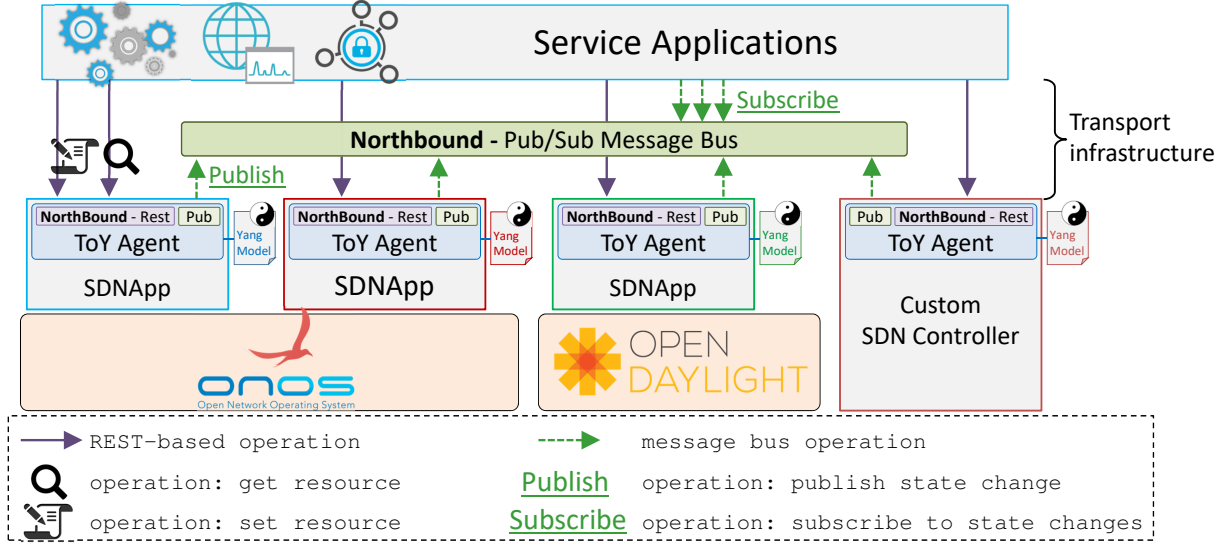 Service Applications
Subscribe
Northbound - Pub/Sub Message Bus
Transport
infrastructure
Publish
NorthBound - Rest
Pub
ToY Agent
Yang
Model
SDNApp
NorthBound - Rest
Pub
ToY Agent
Yang
Model
SDNApp
NorthBound - Rest
Pub
ToY Agent
Yang
Model
SDNApp
Pub
NorthBound - Rest
ToY Agent
Yang
Model
Custom
SDN Controller
onos
Open Network Operating System
OPEN
DAYLIGHT
REST-based operation
message bus operation
operation: get resource
Publish operation: publish state change
operation: set resource
Subscribe operation: subscribe to state changes